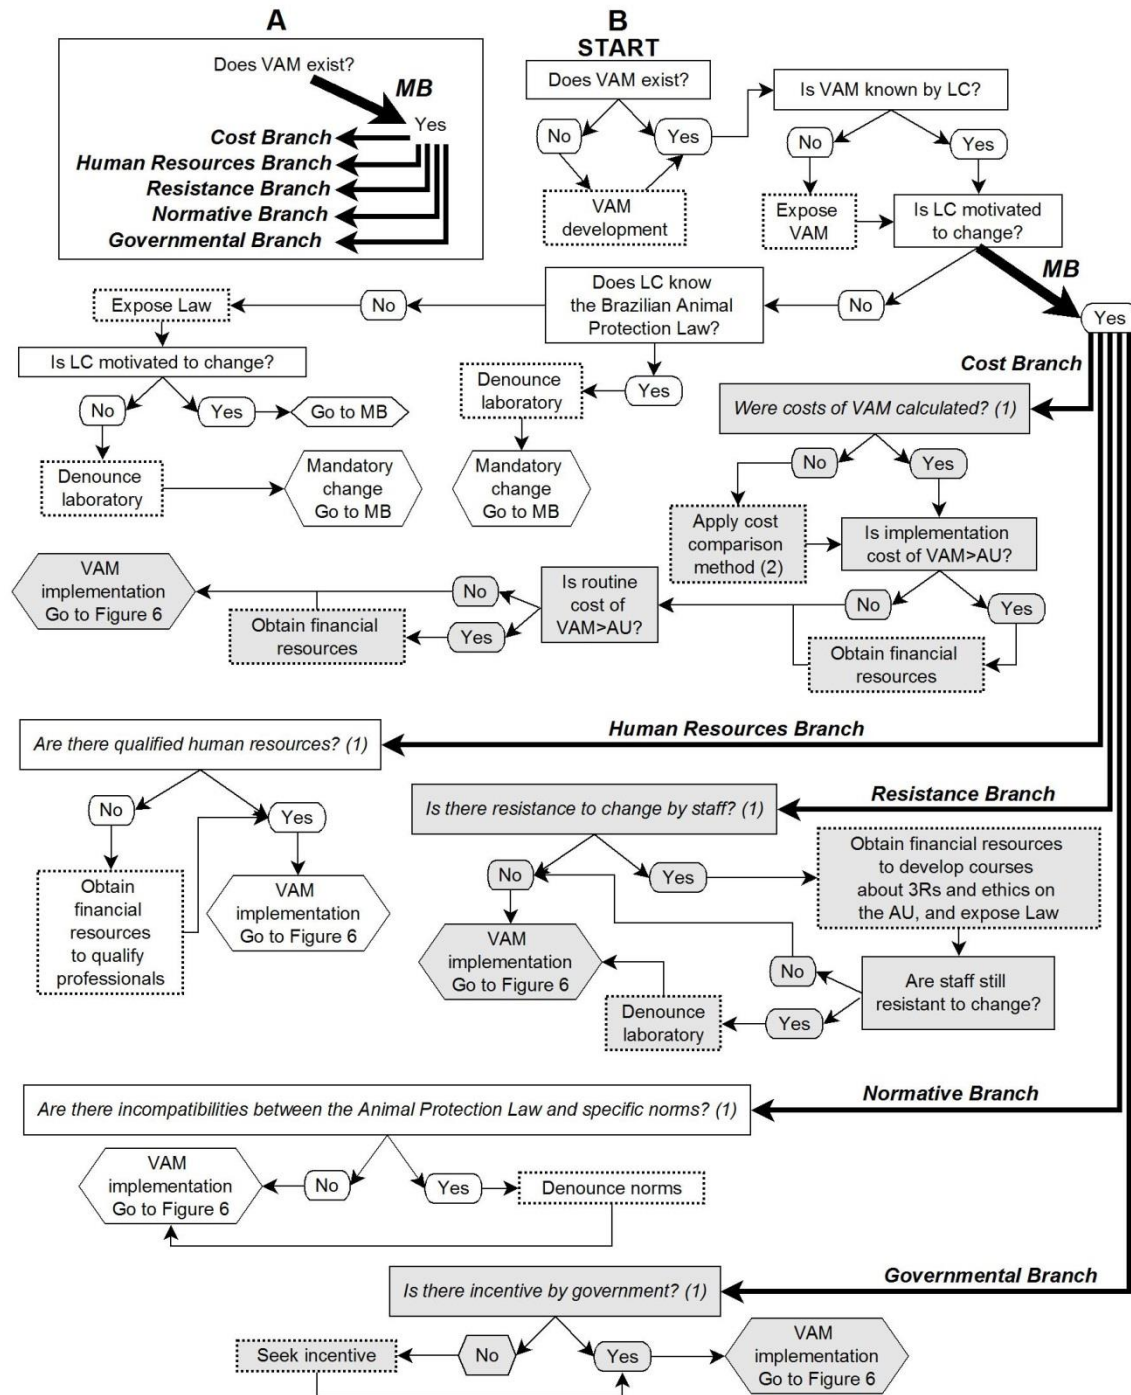 A
Does VAM exist?
MB
Yes
Cost Branch
Human Resources Branch
Resistance Branch
Normative Branch
Governmental Branch
B
START
Does VAM exist?
No
Yes
VAM
development
Is VAM known by LC?
No
Yes
Expose
VAM
Is LC motivated
to change?
MB
Yes
No
Does LC know
the Brazilian Animal
Protection Law?
No
Expose Law
Is LC motivated to change?
No
Yes
Go to MB
Denounce
laboratory
Mandatory
change
Go to MB
Yes
Denounce
laboratory
Mandatory
change
Go to MB
Cost Branch
Were costs of VAM calculated? (1)
No
Yes
Apply cost
comparison
method (2)
Is implementation
cost of VAM>AU?
No
Yes
Obtain financial
resources
Is routine
cost of
VAM>AU?
No
Yes
Obtain financial
resources
VAM
implementation
Go to Figure 6
Human Resources Branch
Are there qualified human resources? (1)
No
Yes
Obtain
financial
resources
to qualify
professionals
VAM
implementation
Go to Figure 6
Resistance Branch
Is there resistance to change by staff? (1)
No
Yes
Obtain financial resources
to develop courses
about 3Rs and ethics on
the AU, and expose Law
Are staff still
resistant to change?
No
Yes
Denounce
laboratory
VAM
implementation
Go to Figure 6
Normative Branch
Are there incompatibilities between the Animal Protection Law and specific norms? (1)
No
Yes
Denounce norms
VAM
implementation
Go to Figure 6
Governmental Branch
Is there incentive by government? (1)
No
Yes
Seek incentive
VAM
implementation
Go to Figure 6